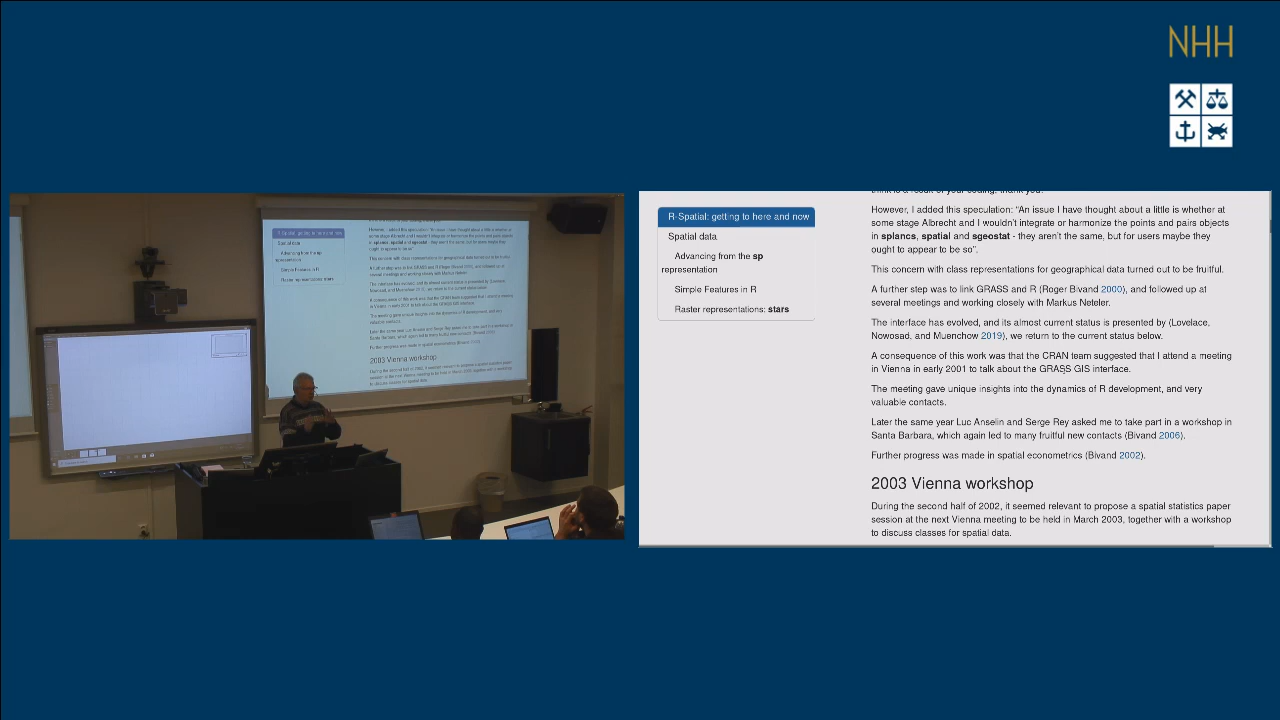 NHH
think is a result of your coding, thank you.
R-Spatial: getting to here and now
Spatial data
Advancing from the sp
representation
Simple Features in R
Raster representations: stars
However, I added this speculation: “An issue I have thought about a little is whether at
some stage Albrecht and I wouldn’t integrate or harmonize the points and pairs objects
in splancs, spatial and sgeostat - they aren’t the same, but for users maybe they
ought to appear to be so”.
This concern with class representations for geographical data turned out to be fruitful.
A further step was to link GRASS and R (Roger Bivand 2000), and followed up at
several meetings and working closely with Markus Neteler.
The interface has evolved, and its almost current status is presented by (Lovelace,
Nowosad, and Muenchow 2019), we return to the current status below.
A consequence of this work was that the CRAN team suggested that I attend a meeting
in Vienna in early 2001 to talk about the GRASS GIS interface.
The meeting gave unique insights into the dynamics of R development, and very
valuable contacts.
Later the same year Luc Anselin and Serge Rey asked me to take part in a workshop in
Santa Barbara, which again led to many fruitful new contacts (Bivand 2006).
Further progress was made in spatial econometrics (Bivand 2002).
2003 Vienna workshop
During the second half of 2002, it seemed relevant to propose a spatial statistics paper
session at the next Vienna meeting to be held in March 2003, together with a workshop
to discuss classes for spatial data.